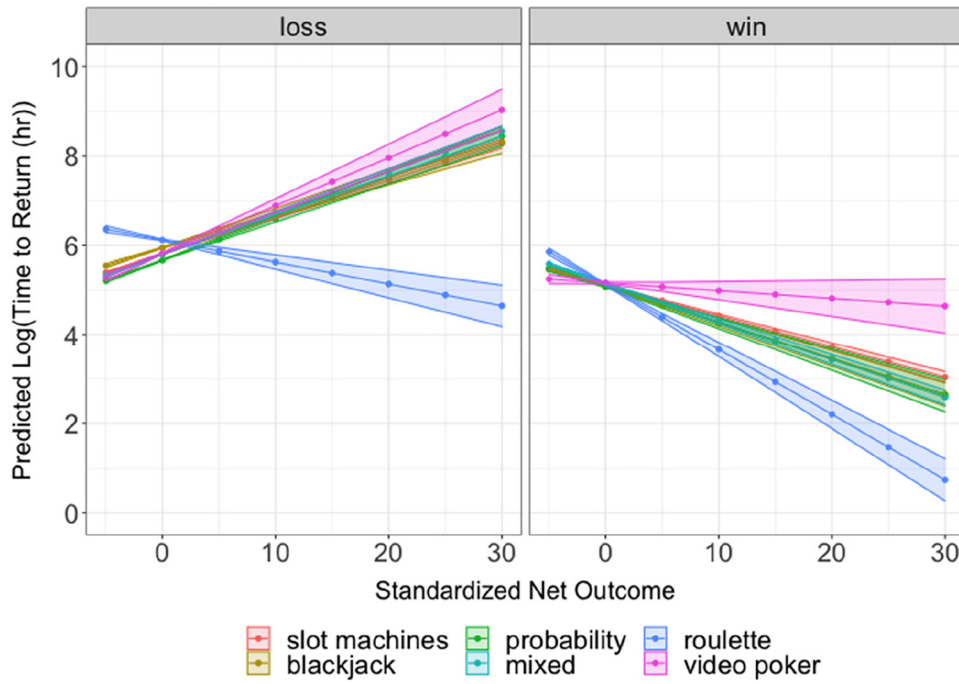 loss
win
Predicted Log(Time to Return (hr))
10
8
6
4
2
0
0
10
20
30
0
10
20
30
Standardized Net Outcome
slot machines
probability
roulette
blackjack
mixed
video poker